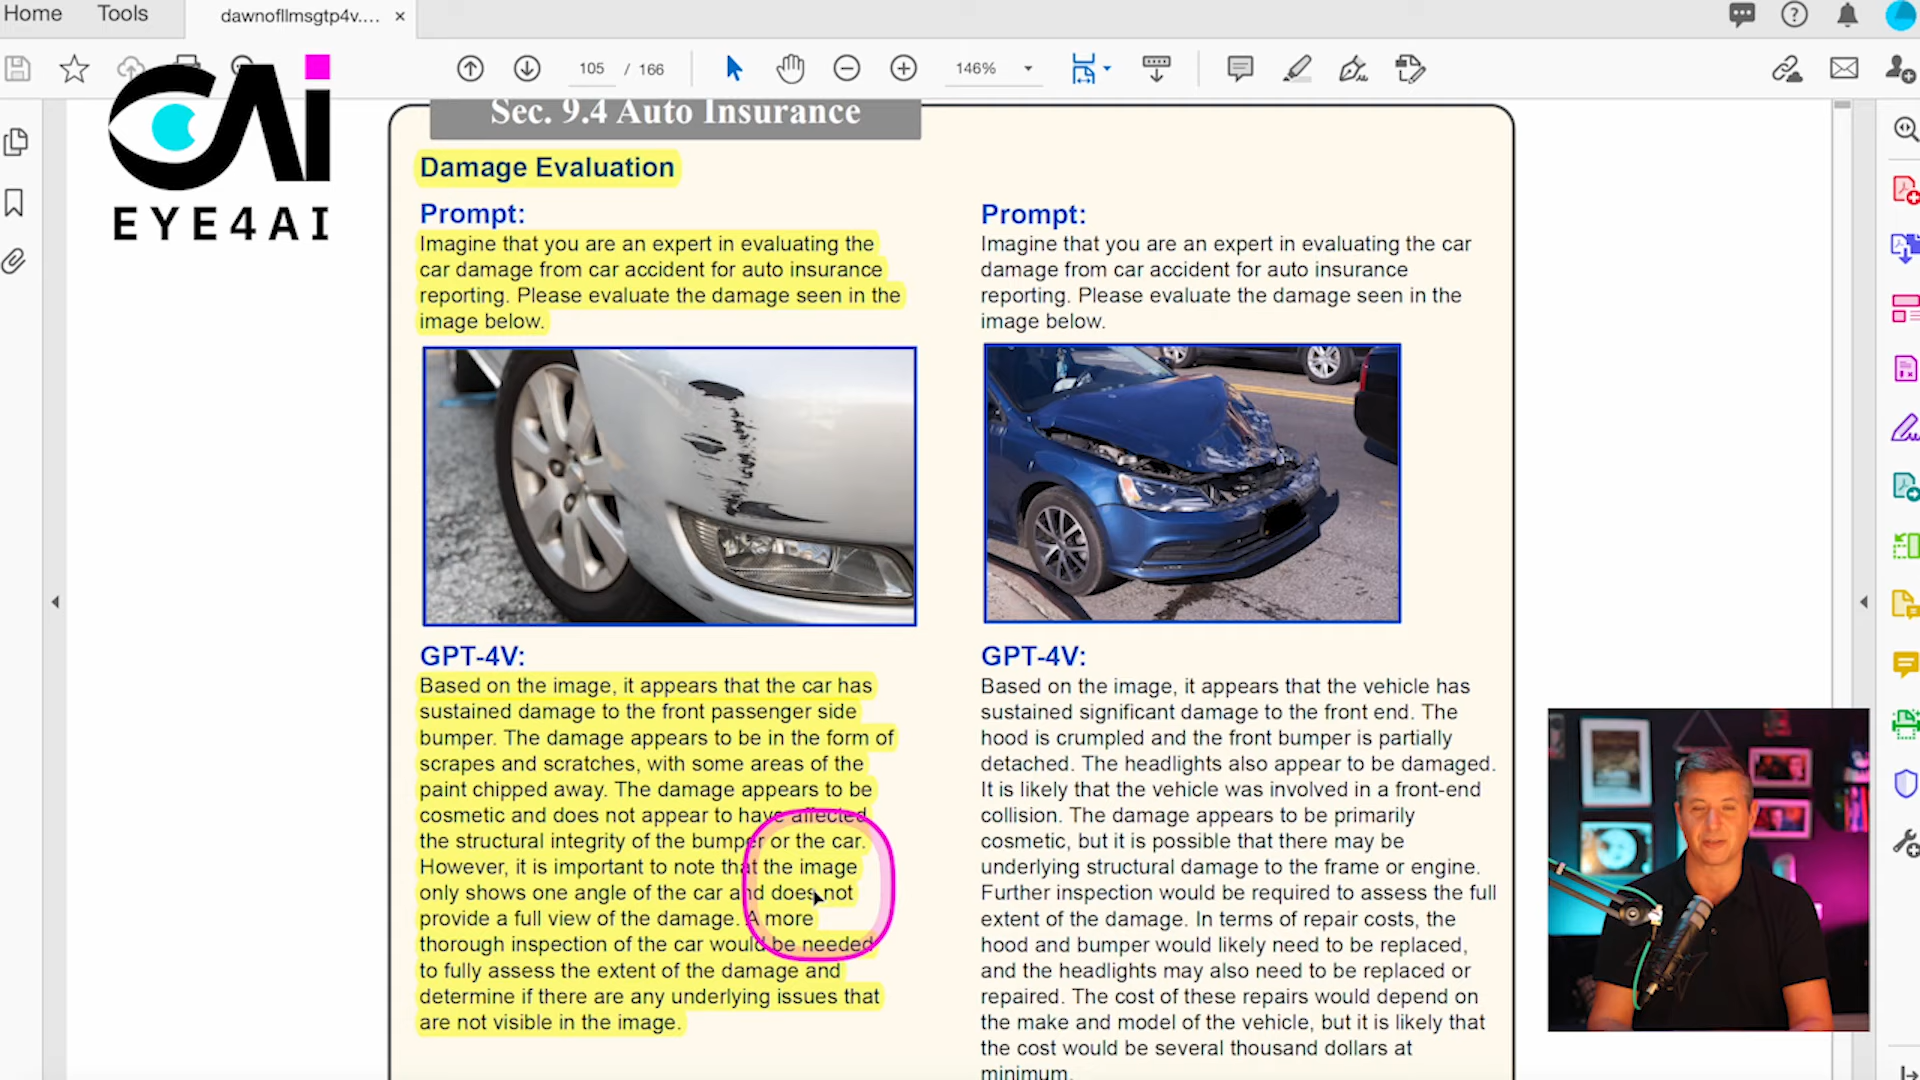 Home
Tools
dawnofllmsgtp4v....
105 / 166
146%
EYE4AI
Sec. 9.4 Auto Insurance
Damage Evaluation
Prompt:
Imagine that you are an expert in evaluating the
car damage from car accident for auto insurance
reporting. Please evaluate the damage seen in the
image below.
GPT-4V:
Based on the image, it appears that the car has
sustained damage to the front passenger side
bumper. The damage appears to be in the form of
scrapes and scratches, with some areas of the
paint chipped away. The damage appears to be
cosmetic and does not appear to have affected
the structural integrity of the bumper or the car.
However, it is important to note that the image
only shows one angle of the car and does not
provide a full view of the damage. A more
thorough inspection of the car would be needed
to fully assess the extent of the damage and
determine if there are any underlying issues that
are not visible in the image.
Prompt:
Imagine that you are an expert in evaluating the car
damage from car accident for auto insurance
reporting. Please evaluate the damage seen in the
image below.
GPT-4V:
Based on the image, it appears that the vehicle has
sustained significant damage to the front end. The
hood is crumpled and the front bumper is partially
detached. The headlights also appear to be damaged.
It is likely that the vehicle was involved in a front-end
collision. The damage appears to be primarily
cosmetic, but it is possible that there may be
underlying structural damage to the frame or engine.
Further inspection would be required to assess the full
extent of the damage. In terms of repair costs, the
hood and bumper would likely need to be replaced,
and the headlights may also need to be replaced or
repaired. The cost of these repairs would depend on
the make and model of the vehicle, but it is likely that
the cost would be several thousand dollars at
minimum.